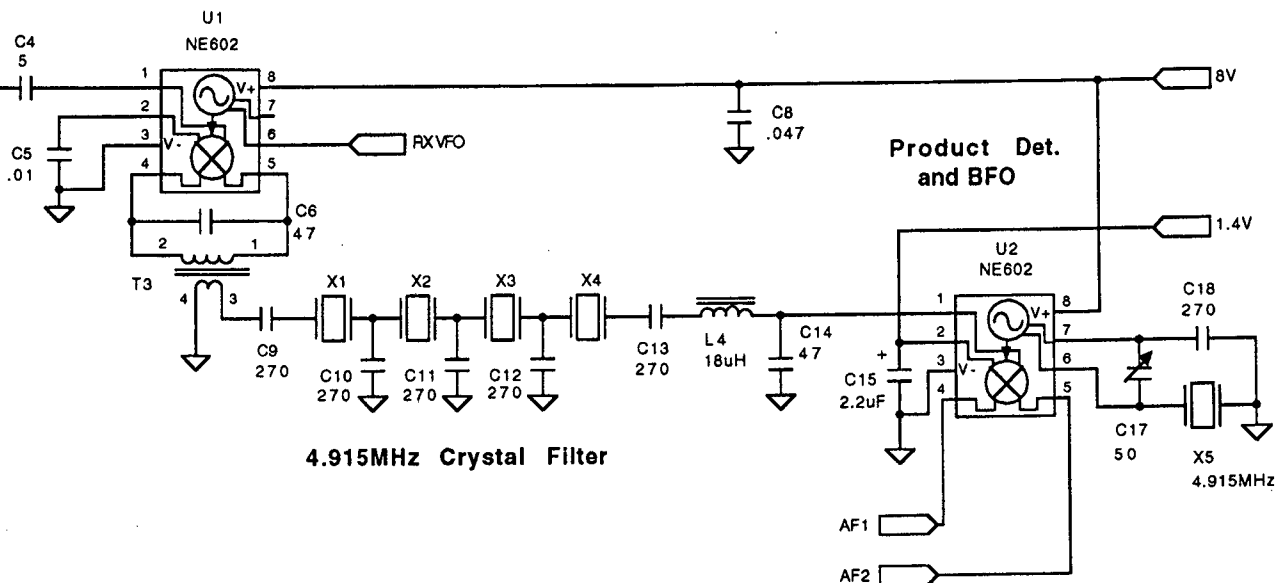 U1
NE602
C4
5
1
2
3
4
8
7
6
5
V+
V-
C5
.01
RXVFO
C6
47
2 1
T3
4 3
C8
.047
8V
Product Det.
and BFO
1.4V
U2
NE602
X1
X2
X3
X4
C9
270
C10
270
C11
270
C12
270
C13
270
L4
18uH
C14
47
+
C15
2.2uF
1
2
3
4
8
7
6
5
V+
V-
C18
270
C17
50
X5
4.915MHz
4.915MHz Crystal Filter
AF1
AF2